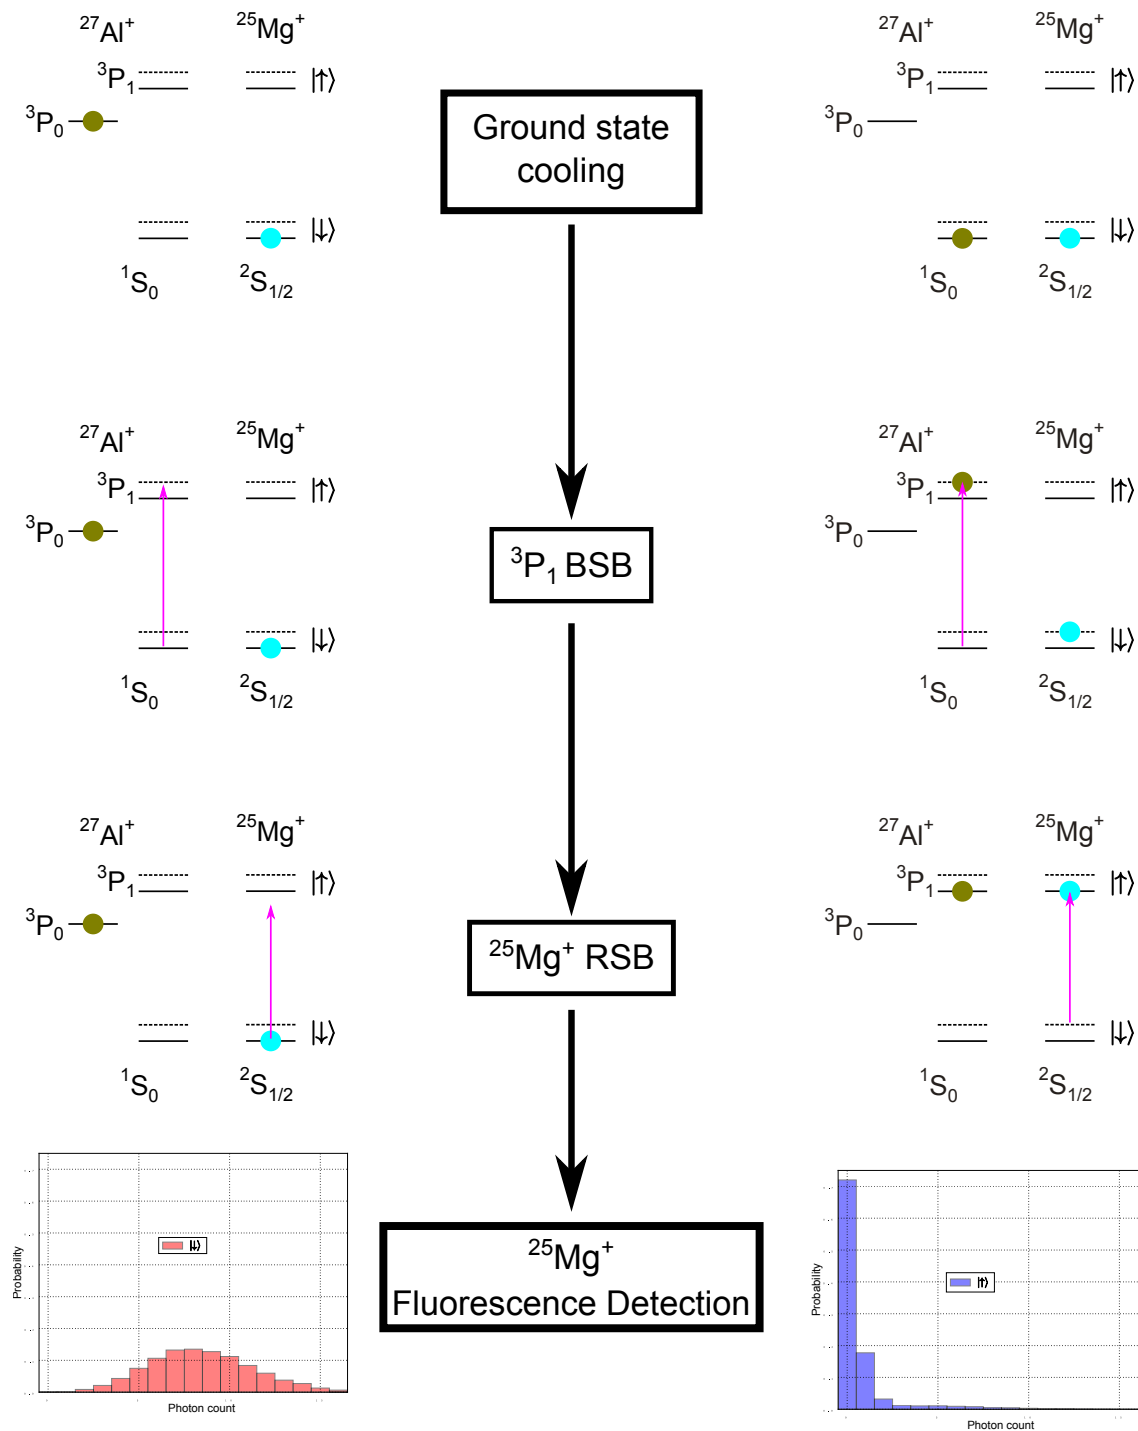 ²⁷Al⁺ ²⁵Mg⁺
³P₁ |↑⟩
³P₀
|↓⟩
¹S₀ ²S₁/₂
Ground state
cooling
²⁷Al⁺ ²⁵Mg⁺
³P₁ |↑⟩
³P₀
|↓⟩
¹S₀ ²S₁/₂
²⁷Al⁺ ²⁵Mg⁺
³P₁ |↑⟩
³P₀
|↓⟩
¹S₀ ²S₁/₂
³P₁ BSB
²⁷Al⁺ ²⁵Mg⁺
³P₁ |↑⟩
³P₀
|↓⟩
¹S₀ ²S₁/₂
²⁷Al⁺ ²⁵Mg⁺
³P₁ |↑⟩
³P₀
|↓⟩
¹S₀ ²S₁/₂
²⁵Mg⁺ RSB
²⁷Al⁺ ²⁵Mg⁺
³P₁ |↑⟩
³P₀
|↓⟩
¹S₀ ²S₁/₂
Probability
|↓⟩
Photon count
²⁵Mg⁺
Fluorescence Detection
Probability
|↑⟩
Photon count